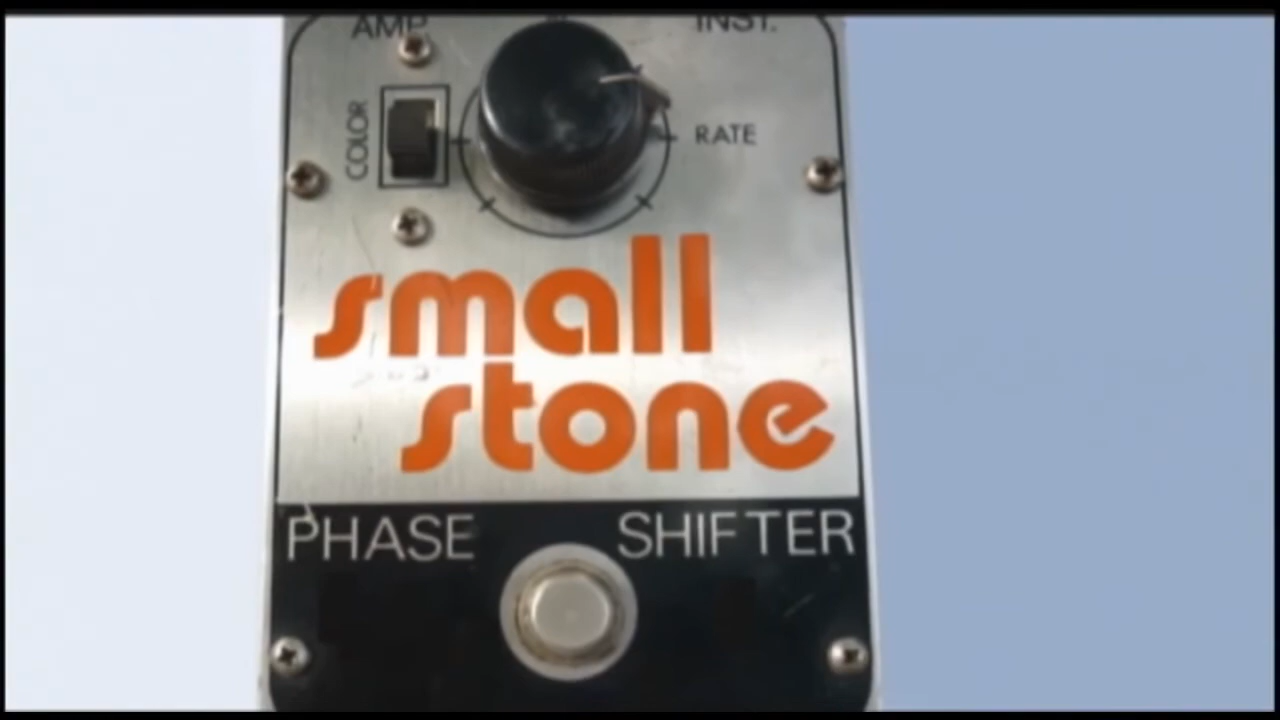 AMP.
INST.
COLOR
RATE
small
stone
PHASE SHIFTER